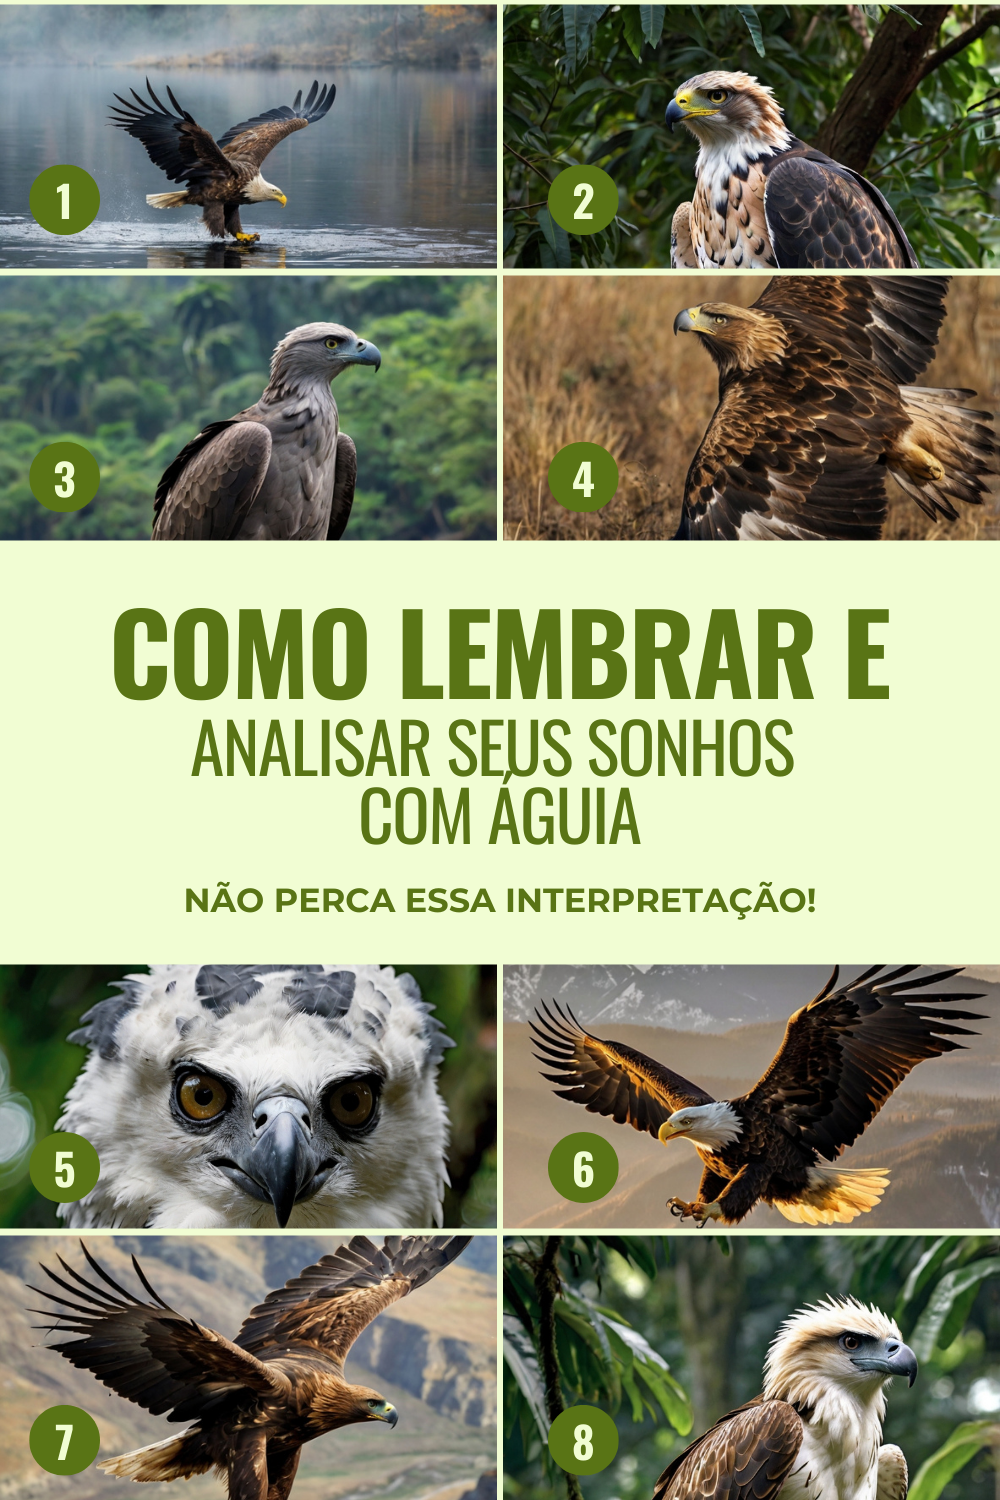 1
2
3
4
COMO LEMBRAR E
ANALISAR SEUS SONHOS
COM ÁGUIA
NÃO PERCA ESSA INTERPRETAÇÃO!
5
6
7
8